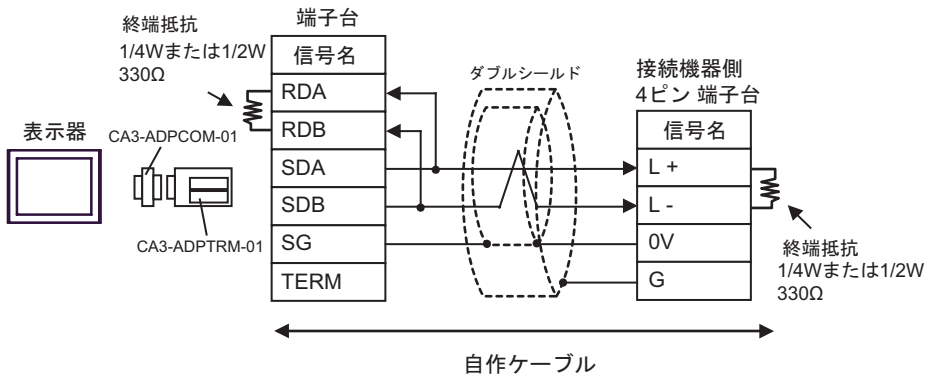 終端抵抗
1/4Wまたは1/2W
330Ω
端子台
信号名
RDA
RDB
SDA
SDB
SG
TERM
表示器
CA3-ADPCOM-01
CA3-ADPTRM-01
ダブルシールド
接続機器側
4ピン 端子台
信号名
L +
L -
0V
G
終端抵抗
1/4Wまたは1/2W
330Ω
自作ケーブル